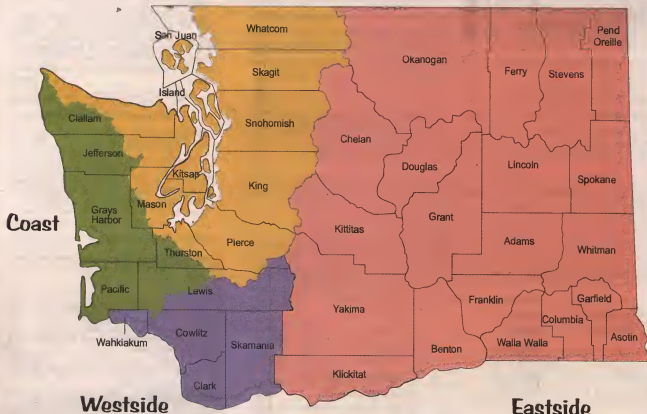 Whatcom
San Juan
Skagit
Island
Clallam
Snohomish
Jefferson
Kitsap
King
Mason
Grays
Harbor
Coast
Thurston
Pierce
Pacific
Lewis
Wahkiakum
Cowlitz
Skamania
Clark
Westside
Okanogan
Ferry
Stevens
Pend
Oreille
Chelan
Douglas
Lincoln
Spokane
Kittitas
Grant
Adams
Whitman
Yakima
Franklin
Garfield
Columbia
Benton
Walla Walla
Asotin
Klickitat
Eastside